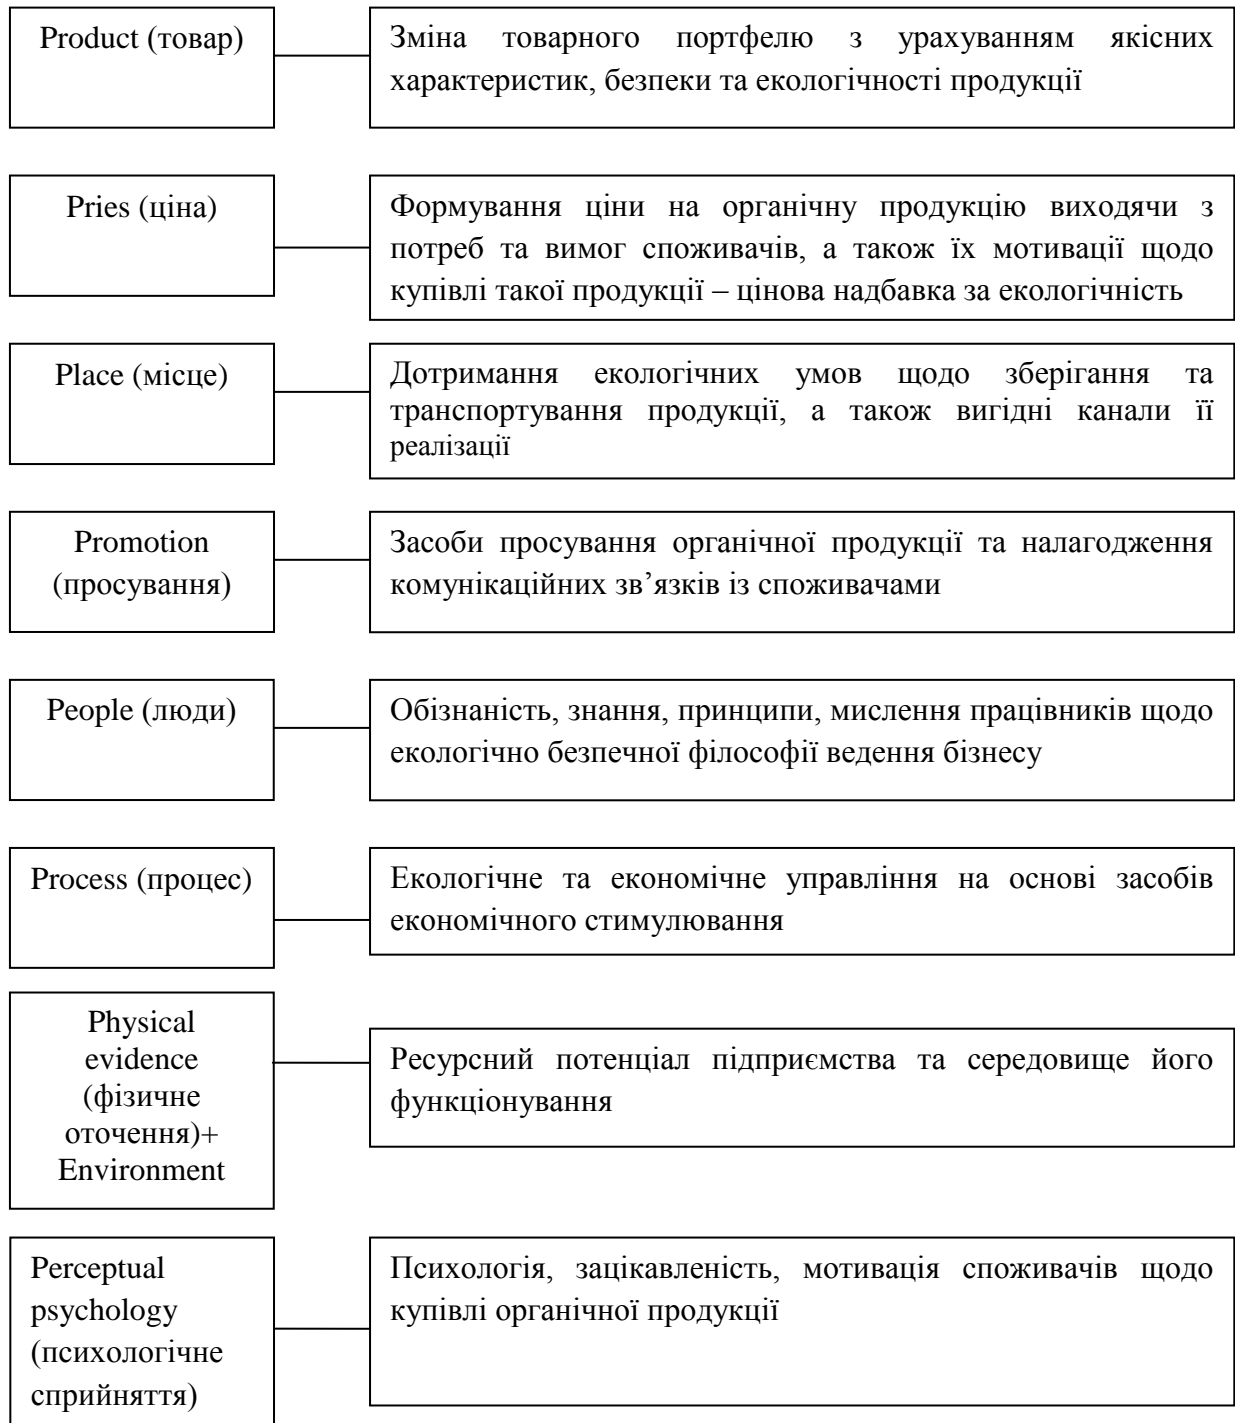 Product (товар)
Зміна товарного портфелю з урахуванням якісних
характеристик, безпеки та екологічності продукції
Pries (ціна)
Формування ціни на органічну продукцію виходячи з
потреб та вимог споживачів, а також їх мотивації щодо
купівлі такої продукції – цінова надбавка за екологічність
Place (місце)
Дотримання екологічних умов щодо зберігання та
транспортування продукції, а також вигідні канали її
реалізації
Promotion
(просування)
Засоби просування органічної продукції та налагодження
комунікаційних зв’язків із споживачами
People (люди)
Обізнаність, знання, принципи, мислення працівників щодо
екологічно безпечної філософії ведення бізнесу
Process (процес)
Екологічне та економічне управління на основі засобів
економічного стимулювання
Physical
evidence
(фізичне
оточення)+
Environment
Ресурсний потенціал підприємства та середовище його
функціонування
Perceptual
psychology
(психологічне
сприйняття)
Психологія, зацікавленість, мотивація споживачів щодо
купівлі органічної продукції